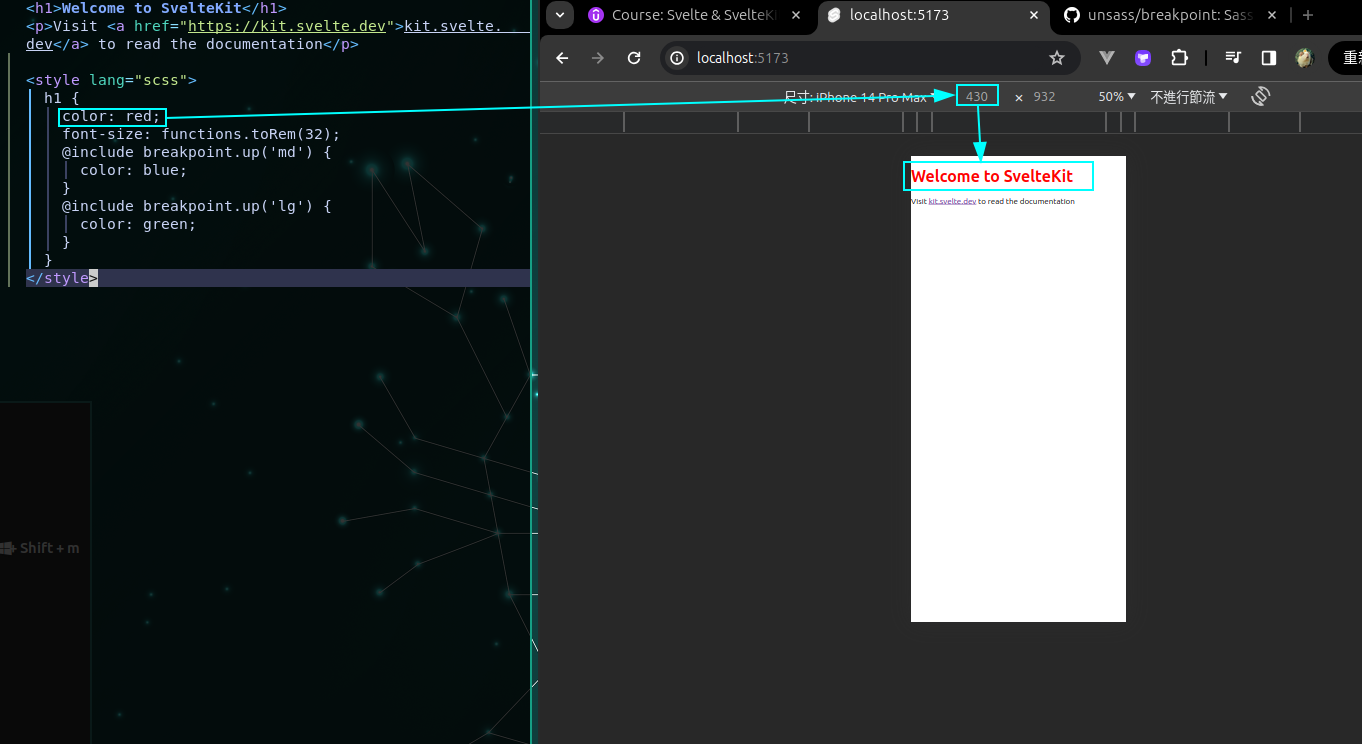 <h1>Welcome to SvelteKit</h1>
<p>Visit <a href="https://kit.svelte.dev">kit.svelte.
dev</a> to read the documentation</p>
<style lang="scss">
h1 {
color: red;
font-size: functions.toRem(32);
@include breakpoint.up('md') {
color: blue;
}
@include breakpoint.up('lg') {
color: green;
}
}
</style>
Shift + m
Course: Svelte & SvelteKi
localhost:5173
unsass/breakpoint: Sass
localhost:5173
重新
尺寸: iPhone 14 Pro Max
430 × 932
50%
不進行節流
Welcome to SvelteKit
Visit kit.svelte.dev to read the documentation